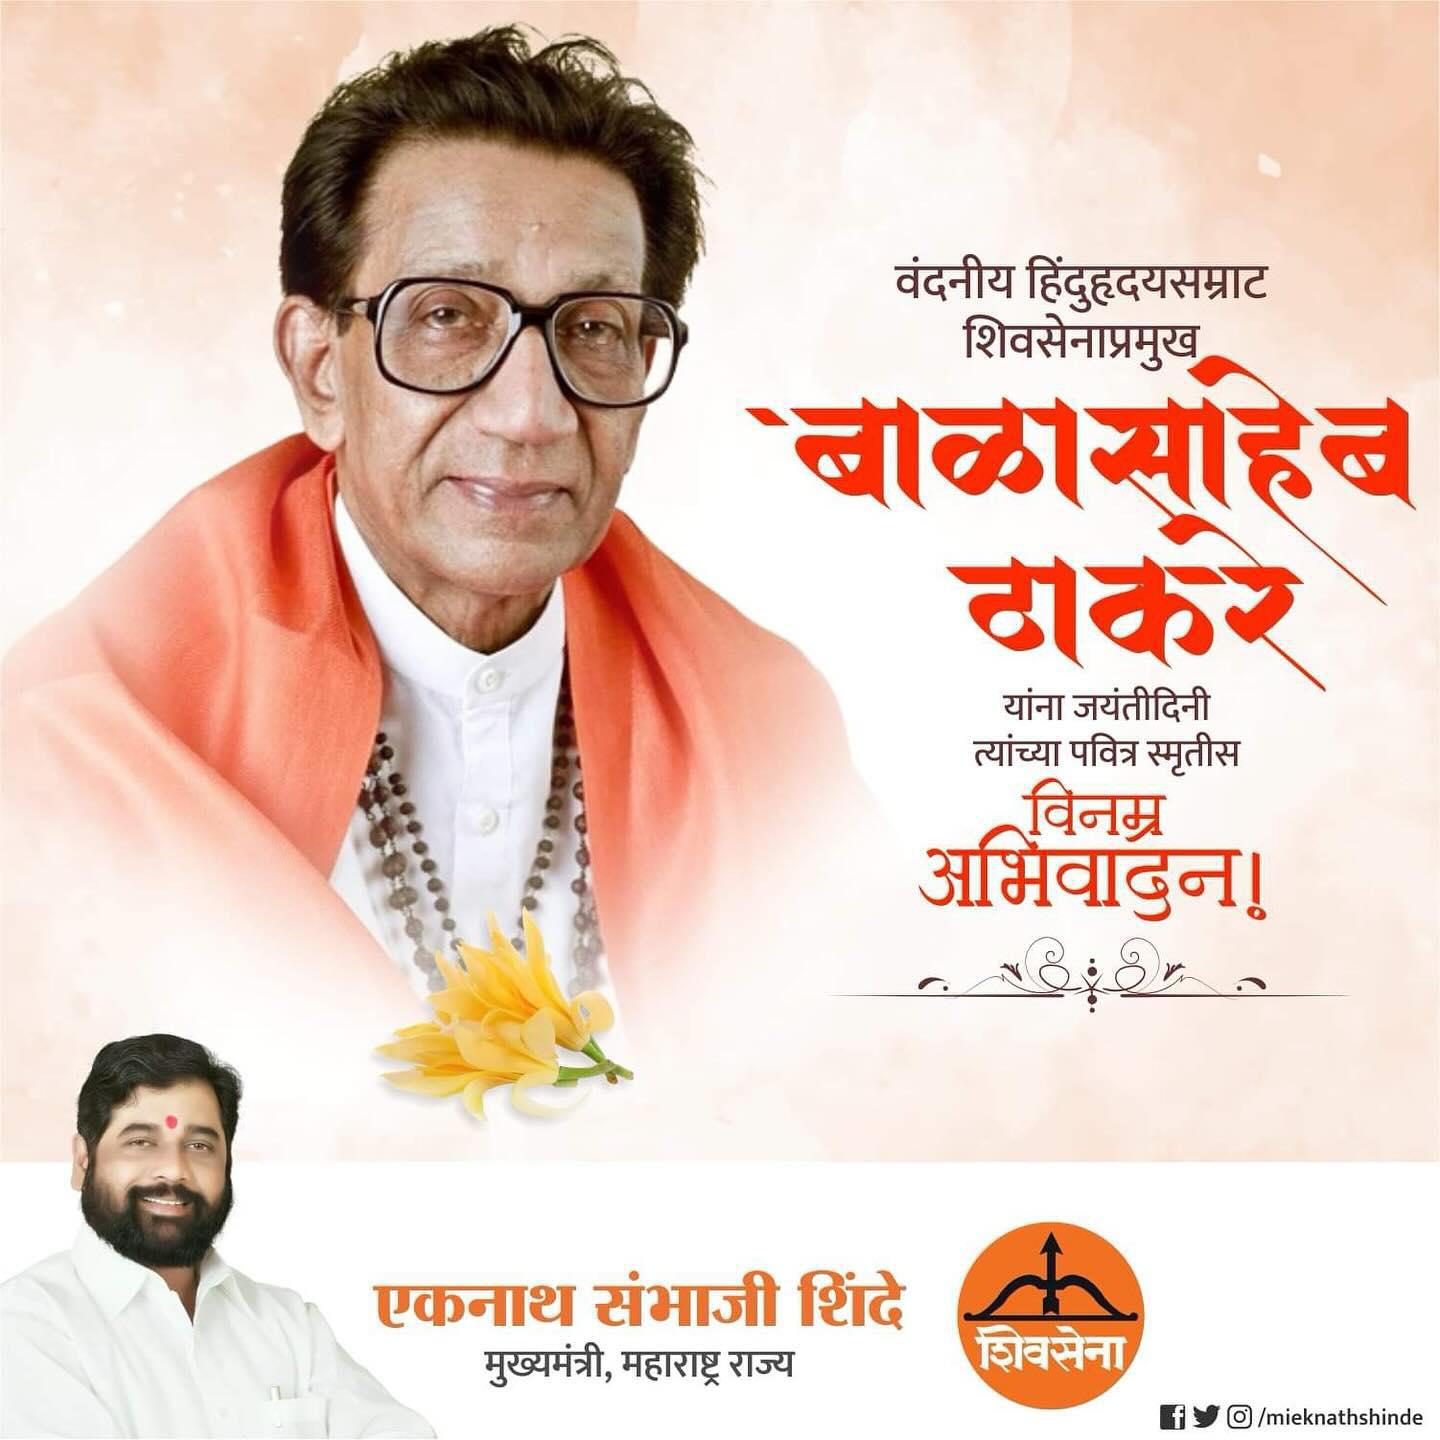 वंदनीय हिंदुहृदयसम्राट
शिवसेनाप्रमुख
बाळासाहेब
ठाकरे
यांना जयंतीदिनी
त्यांच्या पवित्र स्मृतीस
विनम्र
अभिवादन!
एकनाथ संभाजी शिंदे
मुख्यमंत्री, महाराष्ट्र राज्य
शिवसेना
/mieknathshinde